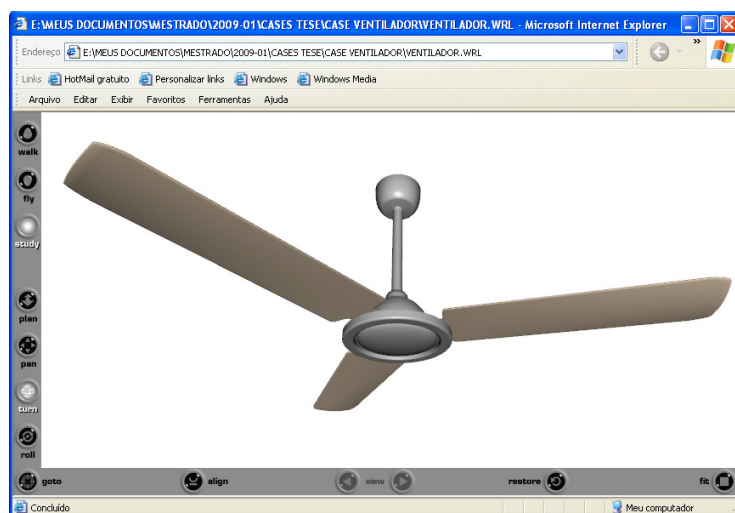 E:\MEUS DOCUMENTOS\MESTRADO\2009-01\CASES TESE\CASE VENTILADOR\VENTILADOR.WRL - Microsoft Internet Explorer
Endereço E:\MEUS DOCUMENTOS\MESTRADO\2009-01\CASES TESE\CASE VENTILADOR\VENTILADOR.WRL
Links HotMail gratuito Personalizar links Windows Windows Media
Arquivo Editar Exibir Favoritos Ferramentas Ajuda
walk
fly
study
plan
pan
turn
roll
goto align view restore fit
Concluído Meu computador